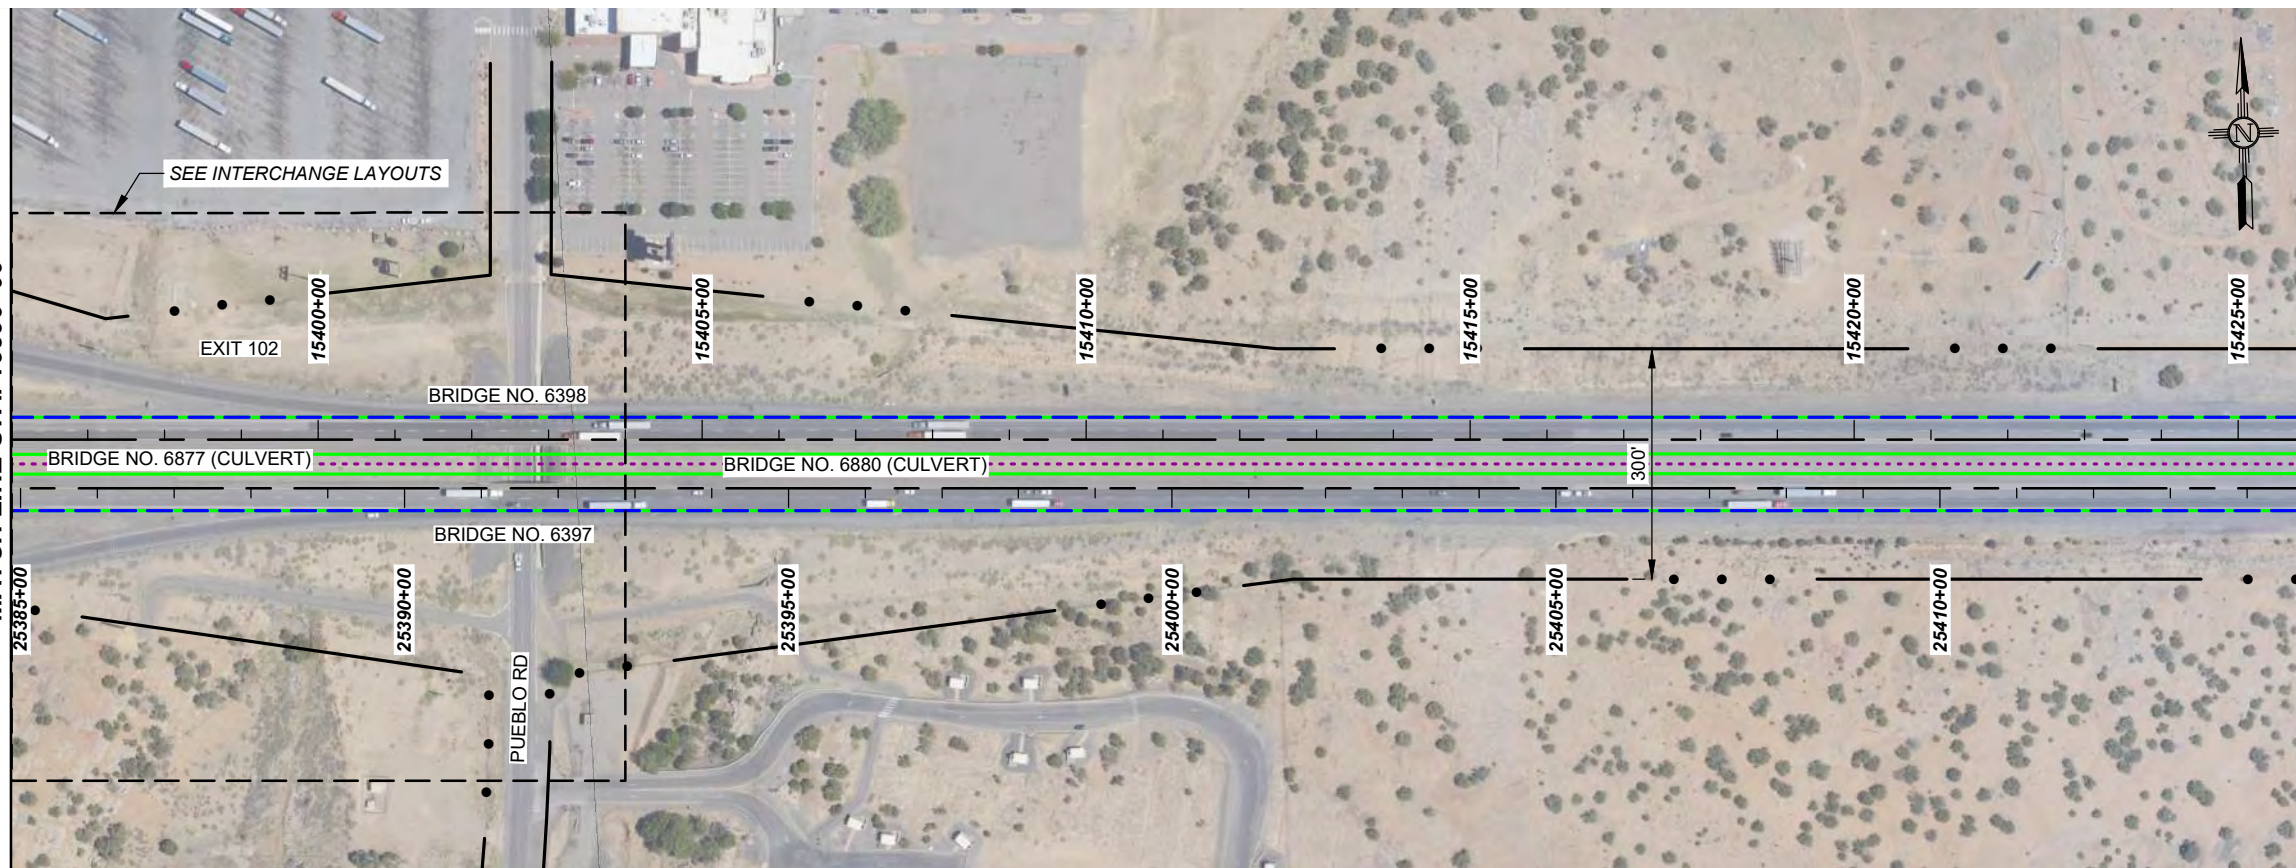 SEE INTERCHANGE LAYOUTS
N
15400+00
15405+00
15410+00
15415+00
15420+00
15425+00
EXIT 102
BRIDGE NO. 6398
BRIDGE NO. 6877 (CULVERT)
BRIDGE NO. 6880 (CULVERT)
300'
BRIDGE NO. 6397
25385+00
25390+00
25395+00
25400+00
25405+00
25410+00
PUEBLO RD